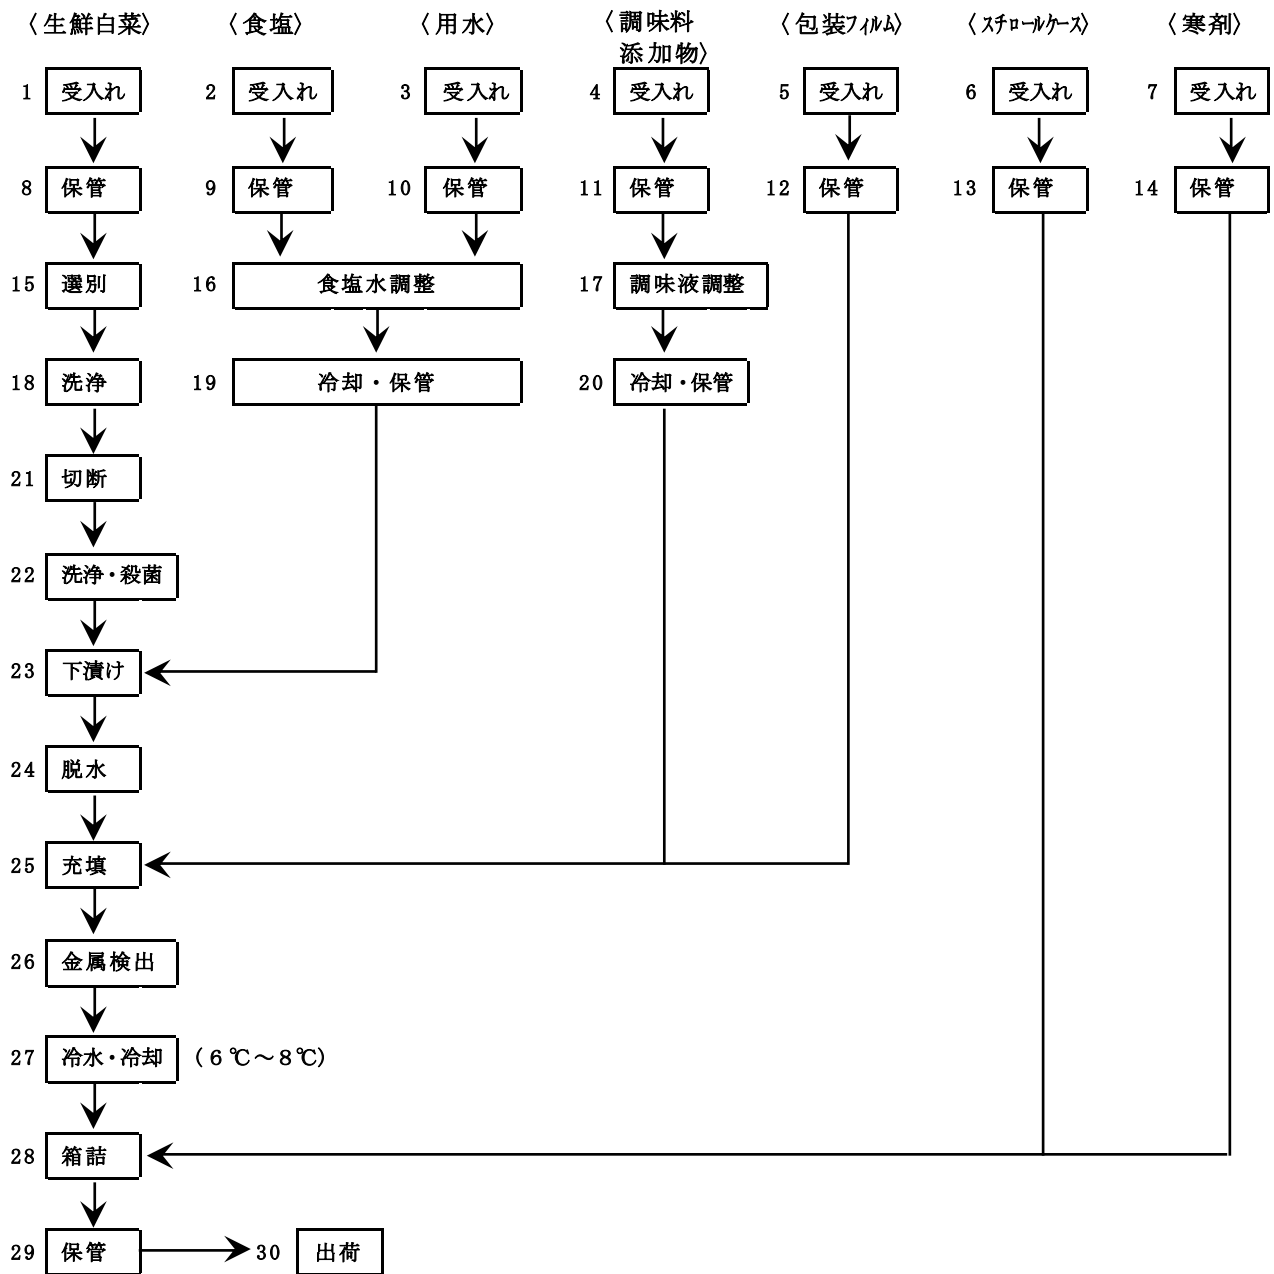 〈生鮮白菜〉 〈食塩〉 〈用水〉 〈調味料 〈包装フィルム〉 〈スチロールケース〉 〈寒剤〉
添加物〉
1 受入れ 2 受入れ 3 受入れ 4 受入れ 5 受入れ 6 受入れ 7 受入れ
8 保管 9 保管 10 保管 11 保管 12 保管 13 保管 14 保管
15 選別 16 食塩水調整 17 調味液調整
18 洗浄 19 冷却・保管 20 冷却・保管
21 切断
22 洗浄・殺菌
23 下漬け
24 脱水
25 充填
26 金属検出
27 冷水・冷却 (6℃～8℃)
28 箱詰
29 保管 30 出荷